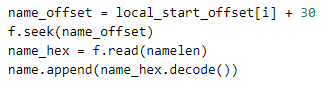 name_offset = local_start_offset[i] + 30
f.seek(name_offset)
name_hex = f.read(namelen)
name.append(name_hex.decode())